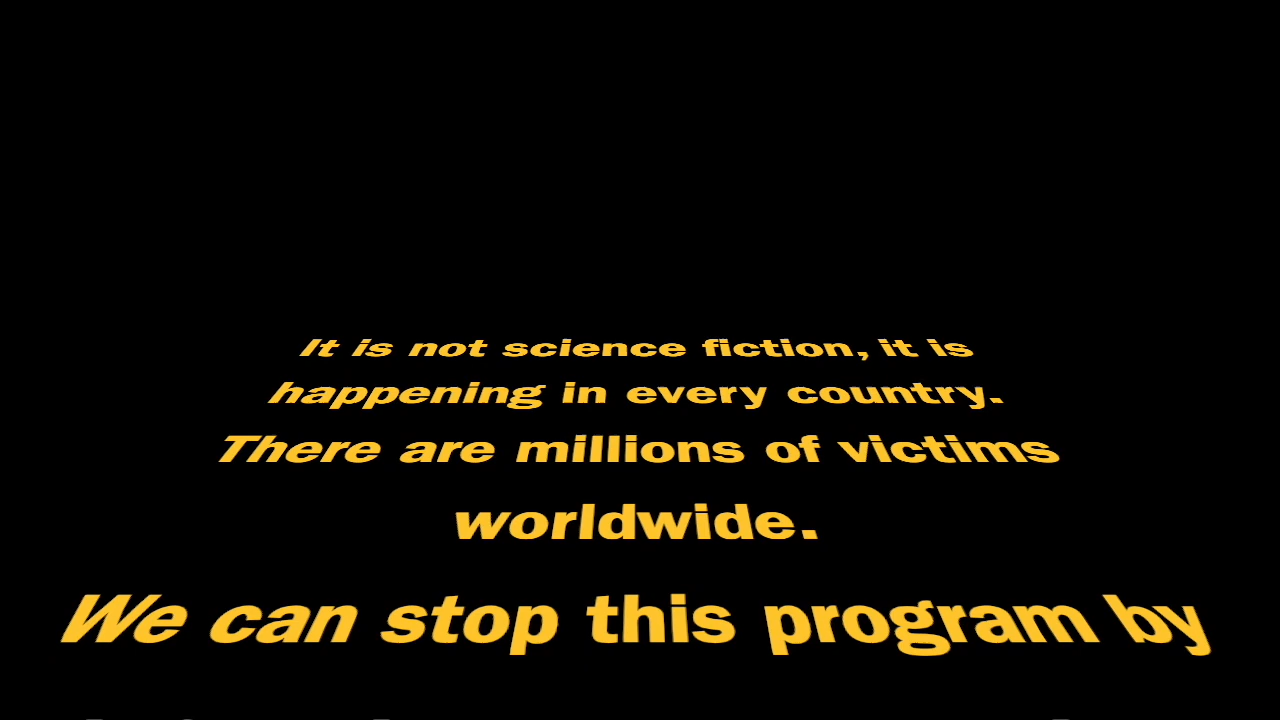 It is not science fiction, it is
happening in every country.
There are millions of victims
worldwide.
We can stop this program by